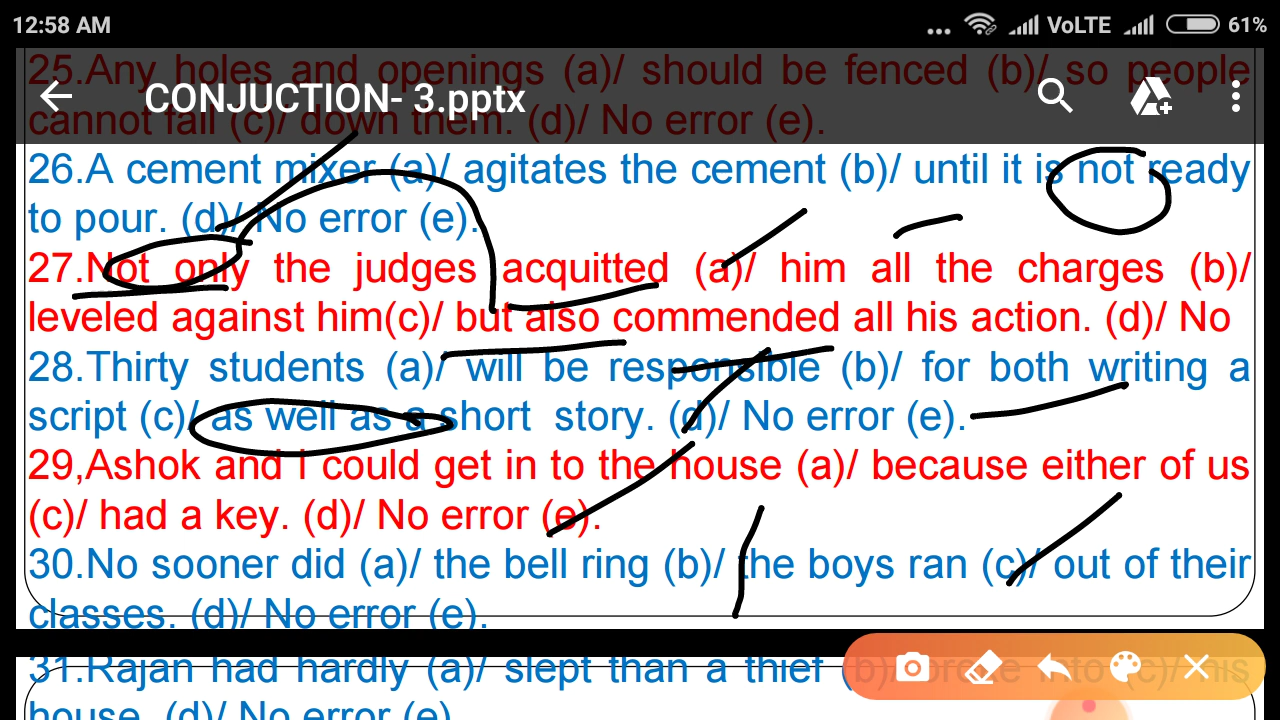 12:58 AM
... VoLTE 61%
25.Any holes and openings (a)/ should be fenced (b)/ so people
CONJUCTION- 3.pptx
cannot fall (c)/ down them. (d)/ No error (e).
26.A cement mixer (a)/ agitates the cement (b)/ until it is not ready
to pour. (d)/ No error (e).
27.Not only the judges acquitted (a)/ him all the charges (b)/
leveled against him(c)/ but also commended all his action. (d)/ No
28.Thirty students (a)/ will be responsible (b)/ for both writing a
script (c)/ as well as a short story. (d)/ No error (e).
29,Ashok and I could get in to the house (a)/ because either of us
(c)/ had a key. (d)/ No error (e).
30.No sooner did (a)/ the bell ring (b)/ the boys ran (c)/ out of their
classes. (d)/ No error (e).
31.Rajan had hardly (a)/ slept than a thief (b)/ broke into (c)/ his
house. (d)/ No error (e)